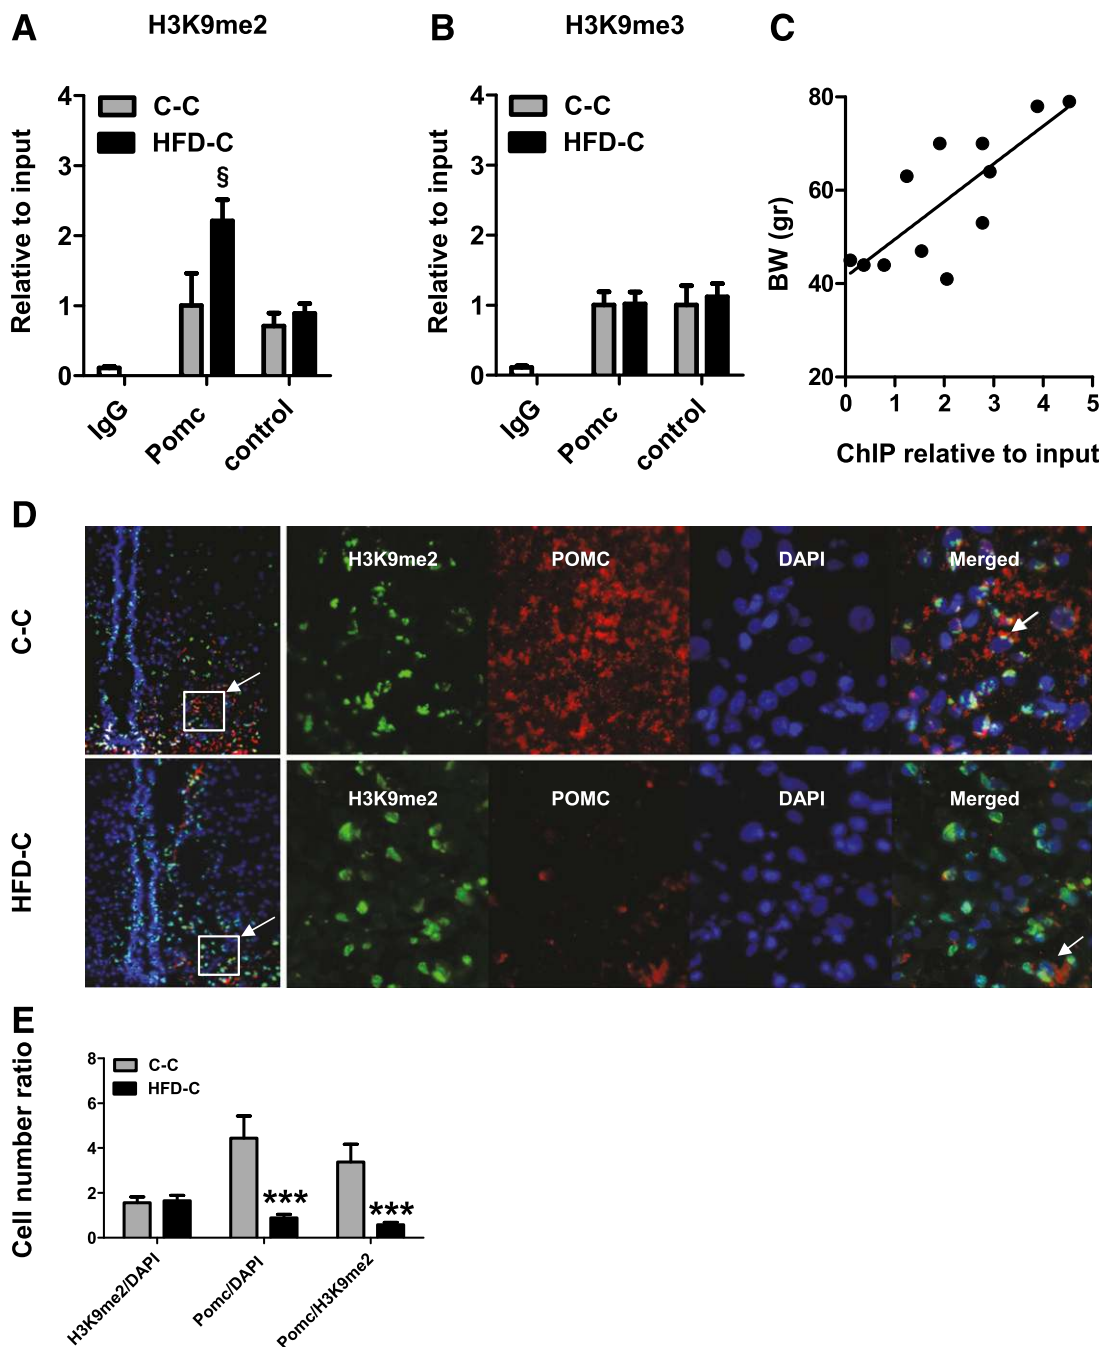 A
H3K9me2
Relative to input
4
3
2
1
0
C-C
HFD-C
§
IgG
Pomc
control
B
H3K9me3
Relative to input
4
3
2
1
0
C-C
HFD-C
IgG
Pomc
control
C
BW (gr)
80
60
40
20
0 1 2 3 4 5
ChIP relative to input
D
C-C
H3K9me2 POMC DAPI Merged
HFD-C
H3K9me2 POMC DAPI Merged
E
Cell number ratio
8
6
4
2
0
C-C
HFD-C
***
***
H3K9me2/DAPI
Pomc/DAPI
Pomc/H3K9me2